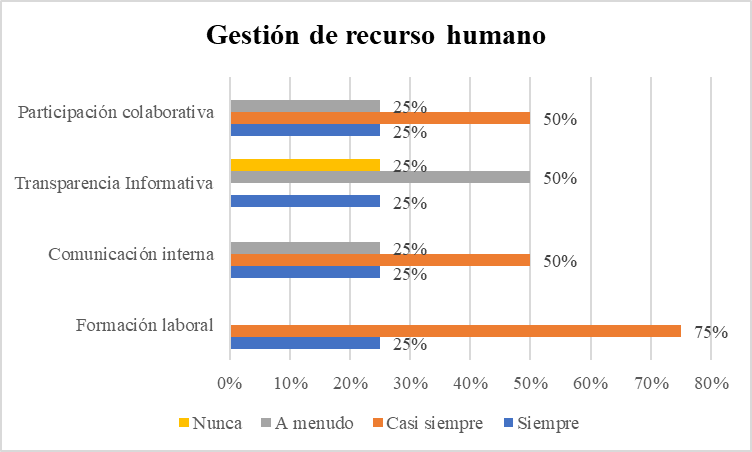 Gestión de recurso humano
Participación colaborativa
25%
50%
25%
Transparencia Informativa
25%
50%
25%
Comunicación interna
25%
50%
25%
Formación laboral
75%
25%
0% 10% 20% 30% 40% 50% 60% 70% 80%
Nunca A menudo Casi siempre Siempre